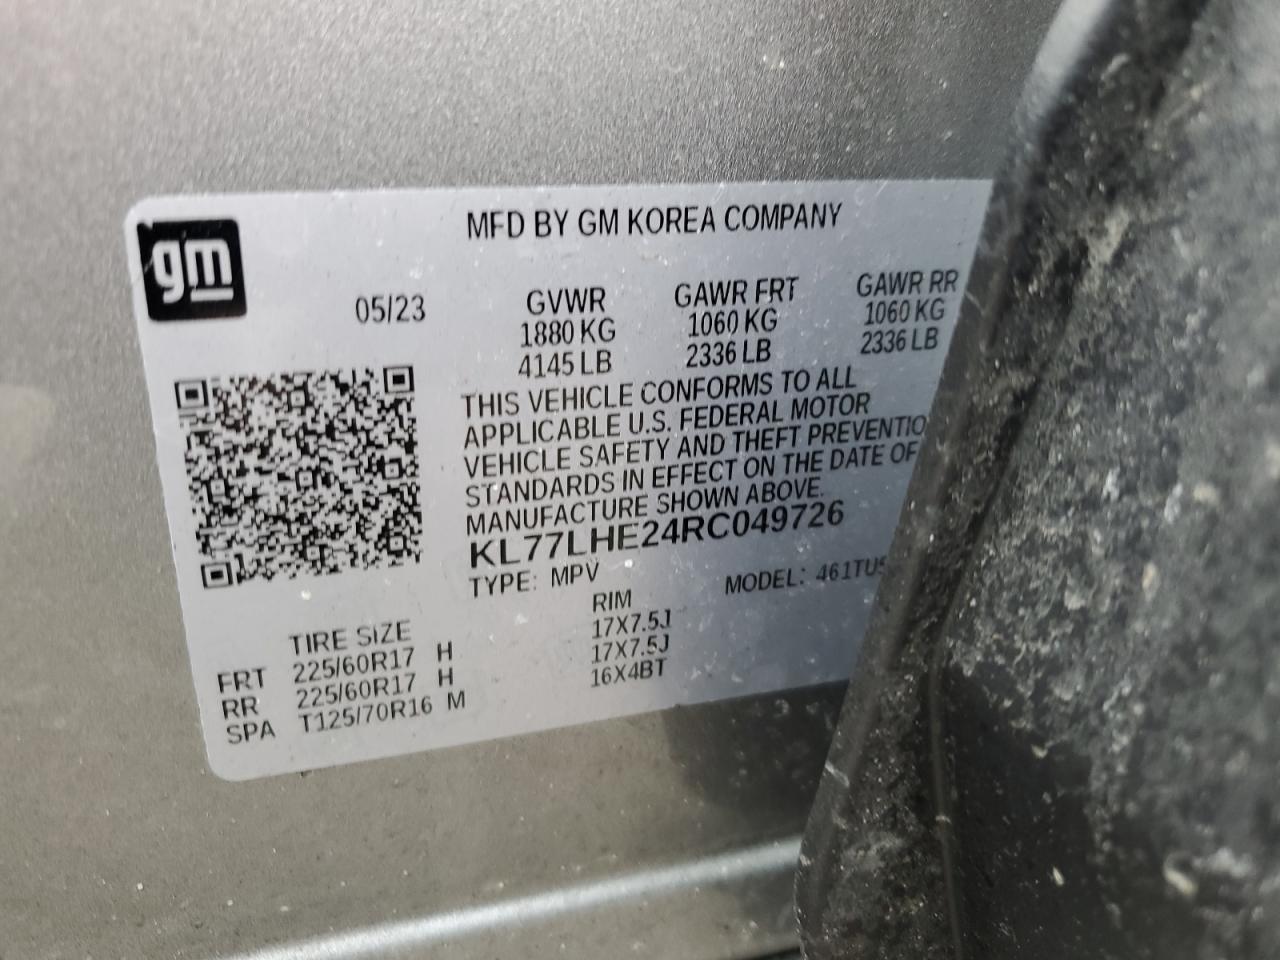 gm
MFD BY GM KOREA COMPANY
05/23
GVWR GAWR FRT GAWR RR
1880 KG 1060 KG 1060 KG
4145 LB 2336 LB 2336 LB
THIS VEHICLE CONFORMS TO ALL
APPLICABLE U.S. FEDERAL MOTOR
VEHICLE SAFETY AND THEFT PREVENTIO
STANDARDS IN EFFECT ON THE DATE OF
MANUFACTURE SHOWN ABOVE.
KL77LHE24RC049726
TYPE: MPV MODEL: 461TUS
TIRE SIZE RIM
FRT 225/60R17 H 17X7.5J
RR 225/60R17 H 17X7.5J
SPA T125/70R16 M 16X4BT